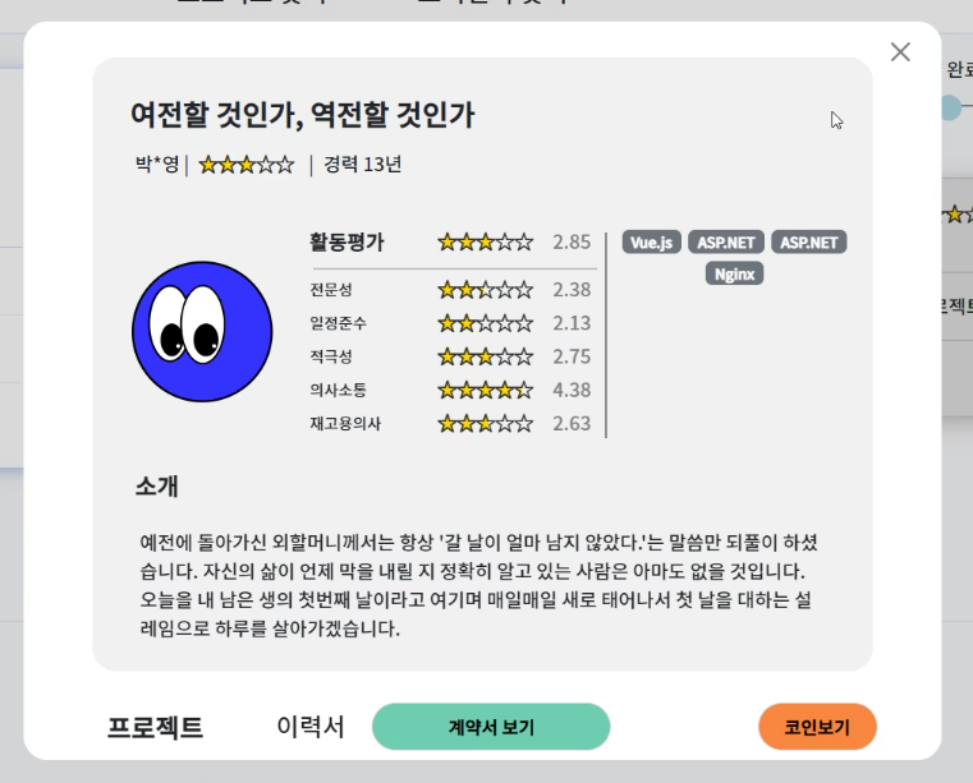 완료
여전할 것인가, 역전할 것인가
박*영 | | 경력 13년
활동평가 2.85
Vue.js ASP.NET ASP.NET
Nginx
전문성 2.38
일정준수 2.13
적극성 2.75
의사소통 4.38
재고용의사 2.63
소개
예전에 돌아가신 외할머니께서는 항상 '갈 날이 얼마 남지 않았다.'는 말씀만 되풀이 하셨
습니다. 자신의 삶이 언제 막을 내릴 지 정확히 알고 있는 사람은 아마도 없을 것입니다.
오늘을 내 남은 생의 첫번째 날이라고 여기며 매일매일 새로 태어나서 첫 날을 대하는 설
레임으로 하루를 살아가겠습니다.
프로젝트 이력서 계약서 보기 코인보기